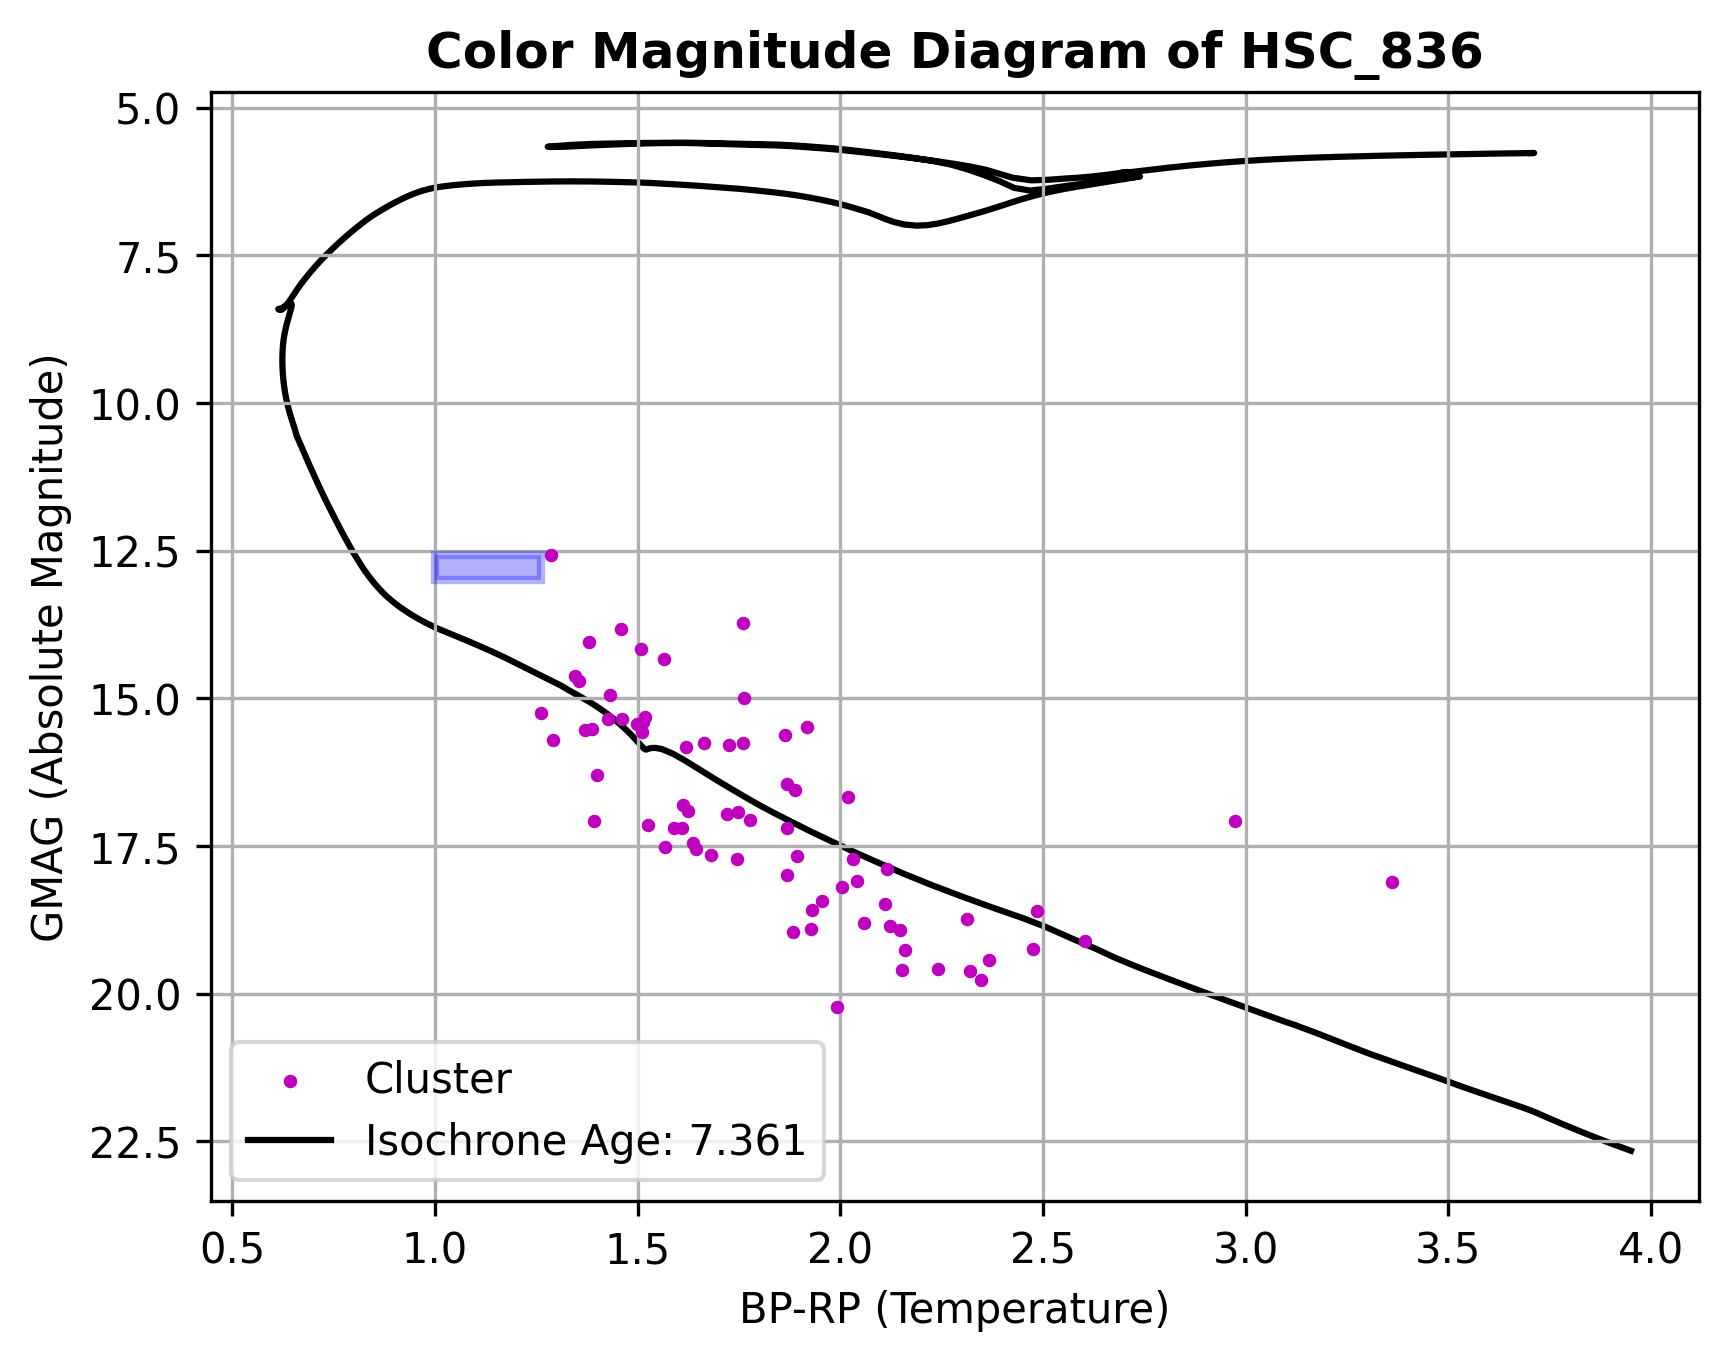 Color Magnitude Diagram of HSC_836
GMAG (Absolute Magnitude)
5.0
7.5
10.0
12.5
15.0
17.5
20.0
22.5
Cluster
Isochrone Age: 7.361
0.5 1.0 1.5 2.0 2.5 3.0 3.5 4.0
BP-RP (Temperature)